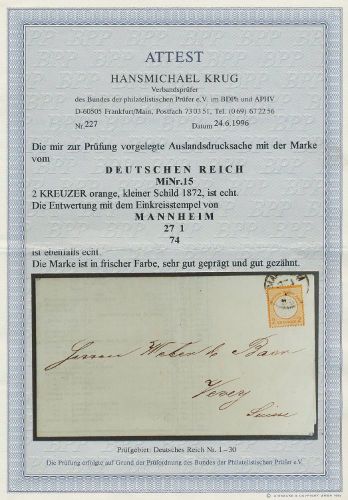 ATTEST
HANSMICHAEL KRUG
Verbandsprüfer
des Bundes der philatelistischen Prüfer e.V. im BDPh und APHV
D-60505 Frankfurt/Main, Postfach 73 03 51, Tel. (0 69) 67 22 56
Nr. 227 Datum 24.6.1996
Die mir zur Prüfung vorgelegte Auslandsdrucksache mit der Marke
vom
DEUTSCHEN REICH
MiNr.15
2 KREUZER orange, kleiner Schild 1872, ist echt.
Die Entwertung mit dem Einkreisstempel von
MANNHEIM
27 1
74
ist ebenfalls echt.
Die Marke ist in frischer Farbe, sehr gut geprägt und gut gezähnt.
Herren Weber &
Vevey
Suisse
Prüfgebiet: Deutsches Reich Nr. 1-30
Die Prüfung erfolgte auf Grund der Prüfordnung des Bundes der Philatelistischen Prüfer e.V.